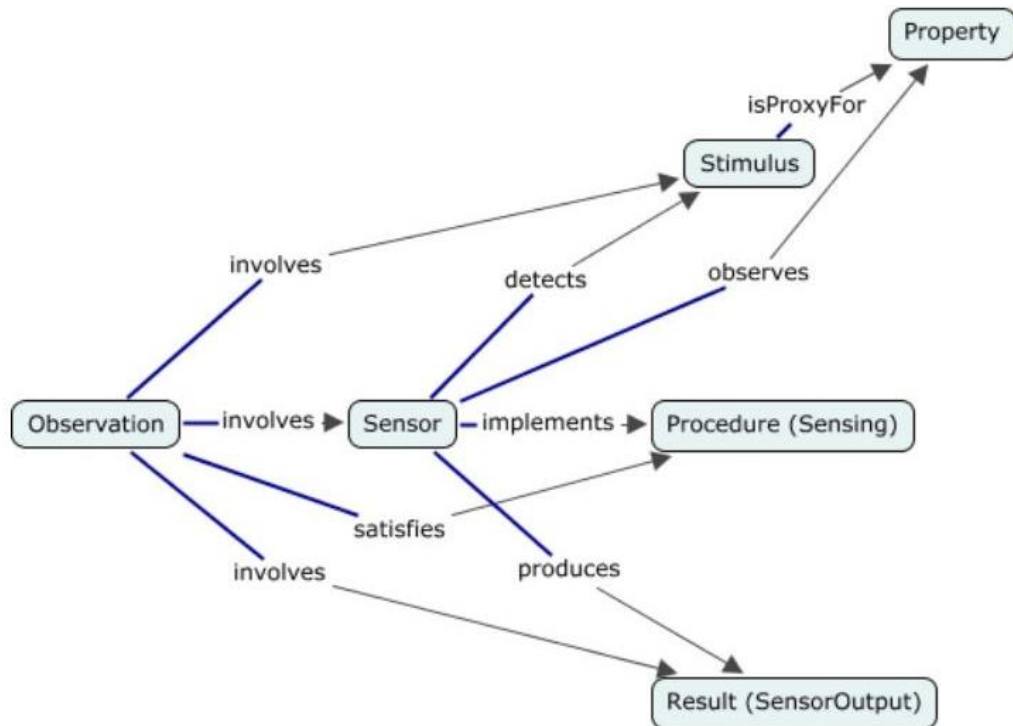 Property
isProxyFor
Stimulus
involves
detects
observes
Observation
involves
Sensor
implements
Procedure (Sensing)
satisfies
involves
produces
Result (SensorOutput)